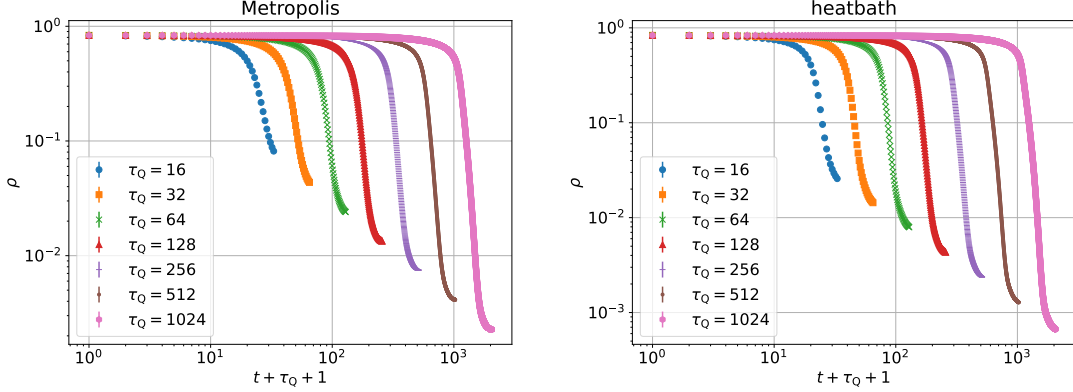 Metropolis
10⁰
10⁻¹
10⁻²
ρ
τ_Q = 16
τ_Q = 32
τ_Q = 64
τ_Q = 128
τ_Q = 256
τ_Q = 512
τ_Q = 1024
10⁰ 10¹ 10² 10³
t + τ_Q + 1
heatbath
10⁰
10⁻¹
10⁻²
10⁻³
ρ
τ_Q = 16
τ_Q = 32
τ_Q = 64
τ_Q = 128
τ_Q = 256
τ_Q = 512
τ_Q = 1024
10⁰ 10¹ 10² 10³
t + τ_Q + 1